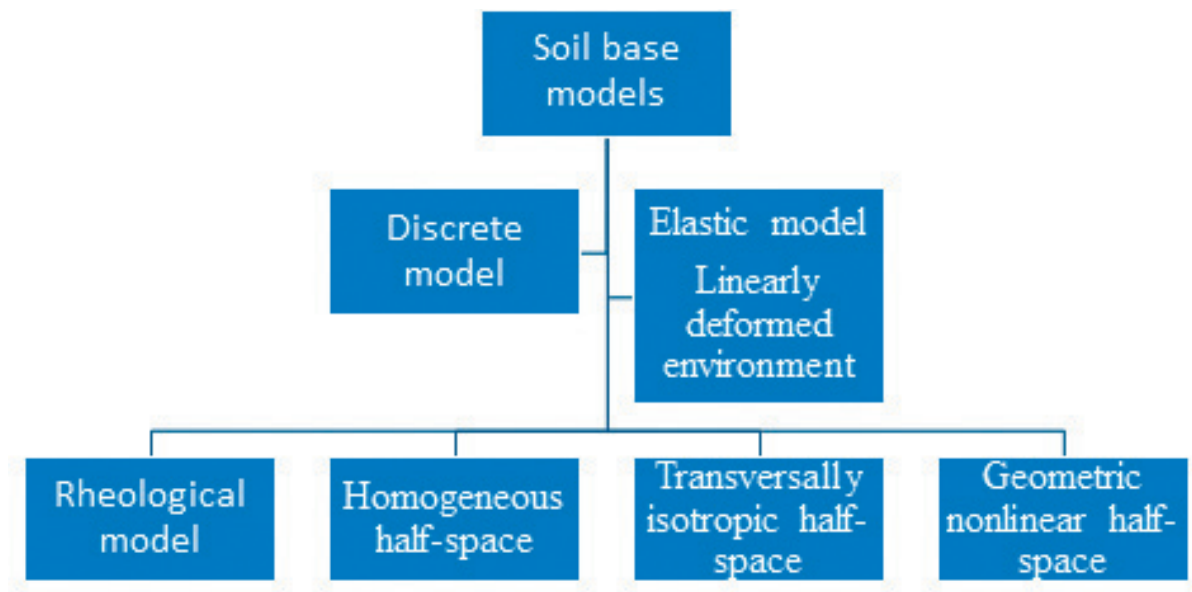 Soil base
models
Discrete
model
Elastic model
Linearly
deformed
environment
Rheological
model
Homogeneous
half-space
Transversally
isotropic half-
space
Geometric
nonlinear half-
space